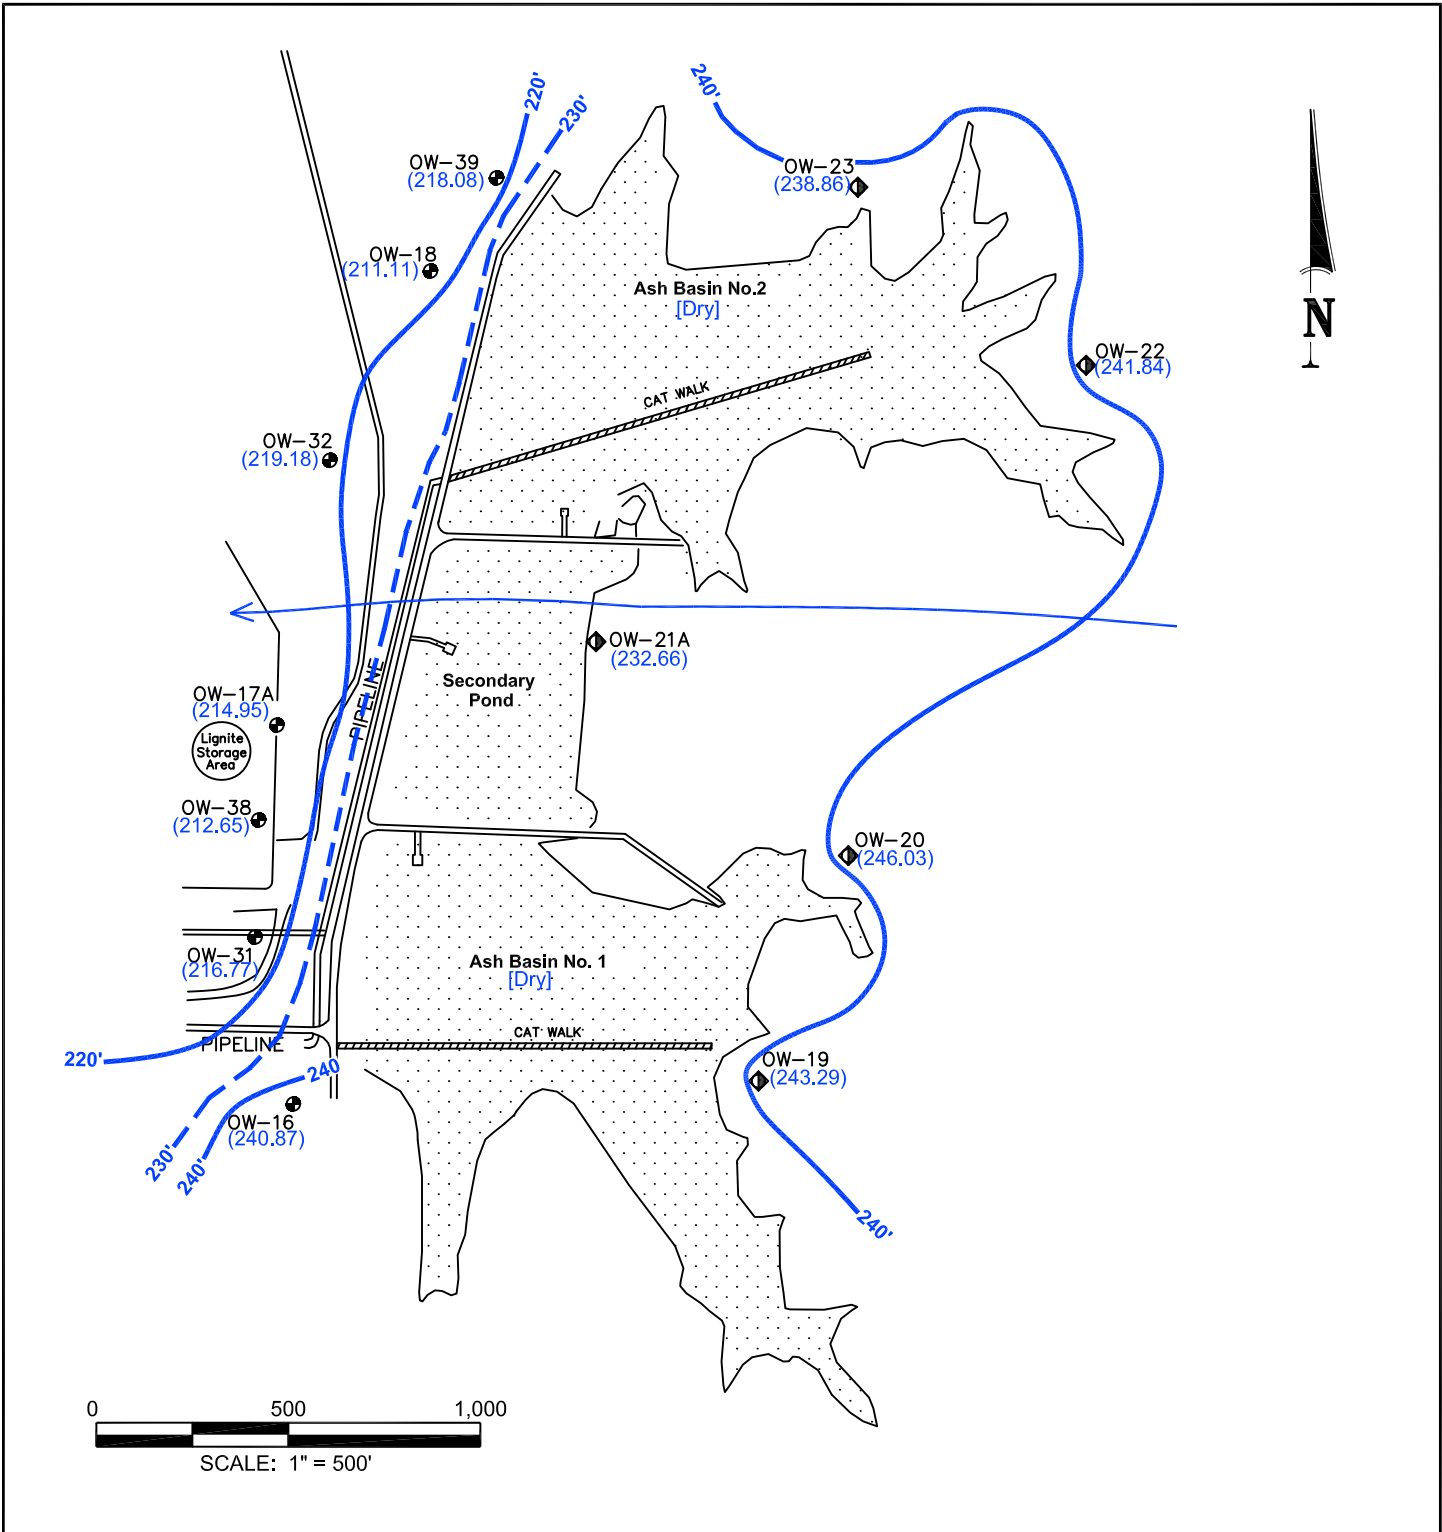 240'
220'
230'
OW-39
(218.08)
OW-23
(238.86)
OW-18
(211.11)
Ash Basin No.2
[Dry]
N
OW-22
(241.84)
CAT WALK
OW-32
(219.18)
OW-21A
(232.66)
PIPELINE
Secondary
Pond
OW-17A
(214.95)
Lignite
Storage
Area
OW-38
(212.65)
OW-20
(246.03)
OW-31
(216.77)
Ash Basin No. 1
[Dry]
CAT WALK
PIPELINE
220'
240
OW-19
(243.29)
OW-16
(240.87)
230'
240'
240'
0 500 1,000
SCALE: 1" = 500'